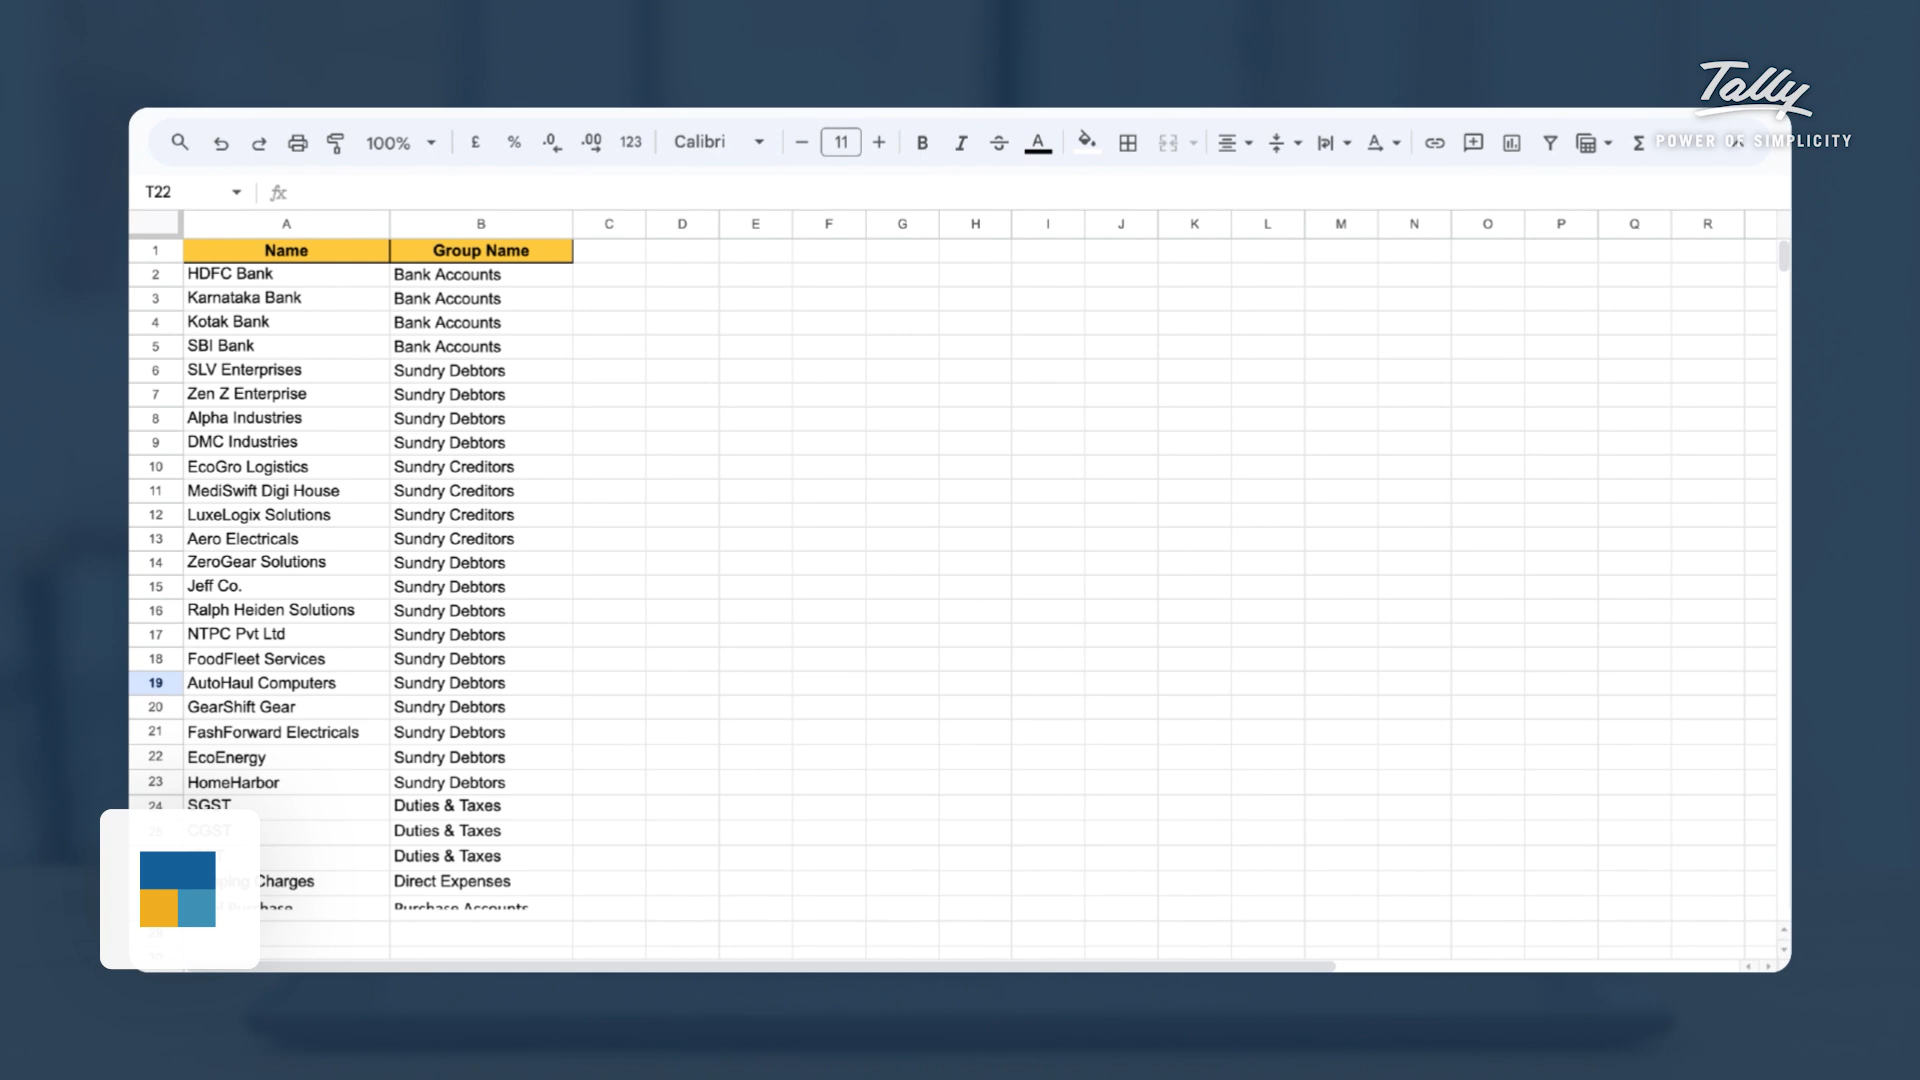 Tally
POWER OF SIMPLICITY
100% £ % .0 .00 123 Calibri 11 B I A A Σ
T22 fx
A B C D E F G H I J K L M N O P Q R
1 Name Group Name
2 HDFC Bank Bank Accounts
3 Karnataka Bank Bank Accounts
4 Kotak Bank Bank Accounts
5 SBI Bank Bank Accounts
6 SLV Enterprises Sundry Debtors
7 Zen Z Enterprise Sundry Debtors
8 Alpha Industries Sundry Debtors
9 DMC Industries Sundry Debtors
10 EcoGro Logistics Sundry Creditors
11 MediSwift Digi House Sundry Creditors
12 LuxeLogix Solutions Sundry Creditors
13 Aero Electricals Sundry Creditors
14 ZeroGear Solutions Sundry Debtors
15 Jeff Co. Sundry Debtors
16 Ralph Heiden Solutions Sundry Debtors
17 NTPC Pvt Ltd Sundry Debtors
18 FoodFleet Services Sundry Debtors
19 AutoHaul Computers Sundry Debtors
20 GearShift Gear Sundry Debtors
21 FashForward Electricals Sundry Debtors
22 EcoEnergy Sundry Debtors
23 HomeHarbor Sundry Debtors
24 SGST Duties & Taxes
25 CGST Duties & Taxes
Duties & Taxes
Charges Direct Expenses
Purchase Accounts